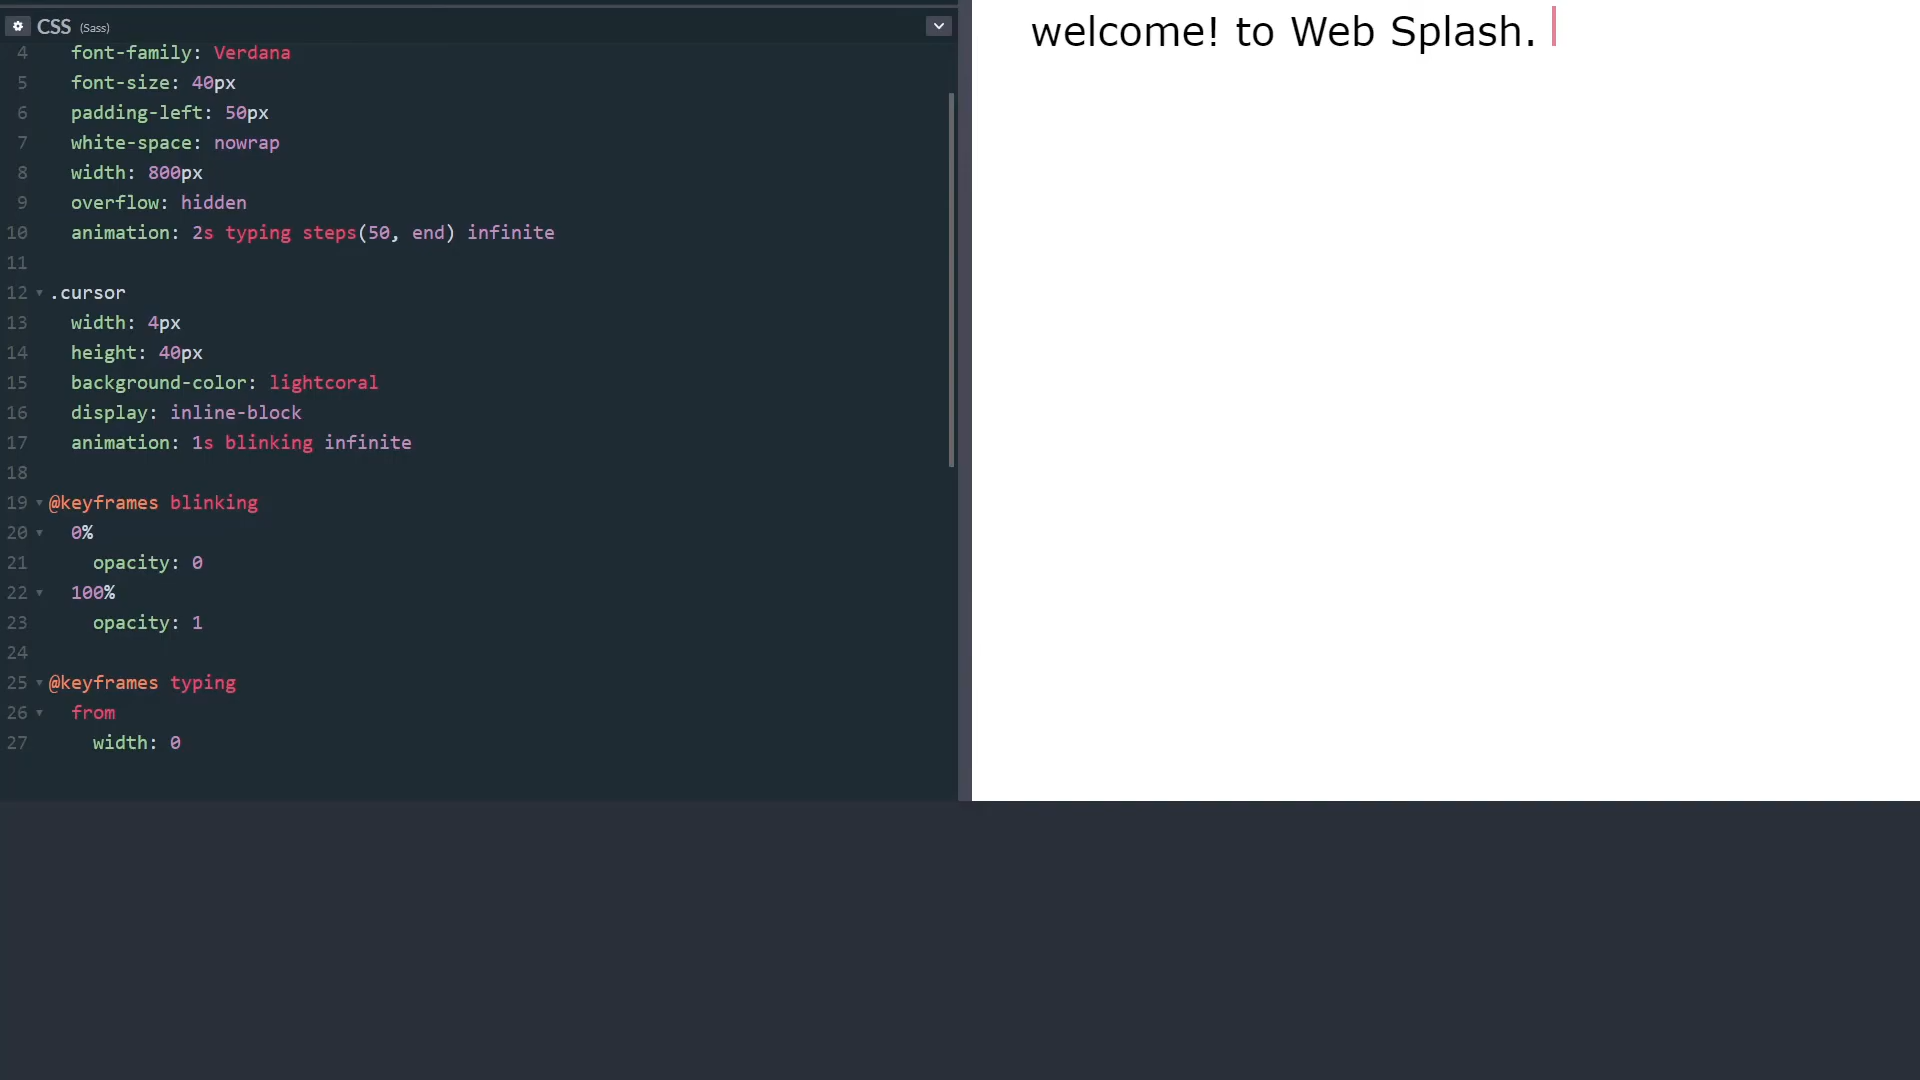 CSS (Sass)
4 font-family: Verdana
5 font-size: 40px
6 padding-left: 50px
7 white-space: nowrap
8 width: 800px
9 overflow: hidden
10 animation: 2s typing steps(50, end) infinite
11
12 .cursor
13 width: 4px
14 height: 40px
15 background-color: lightcoral
16 display: inline-block
17 animation: 1s blinking infinite
18
19 @keyframes blinking
20 0%
21 opacity: 0
22 100%
23 opacity: 1
24
25 @keyframes typing
26 from
27 width: 0
welcome! to Web Splash.